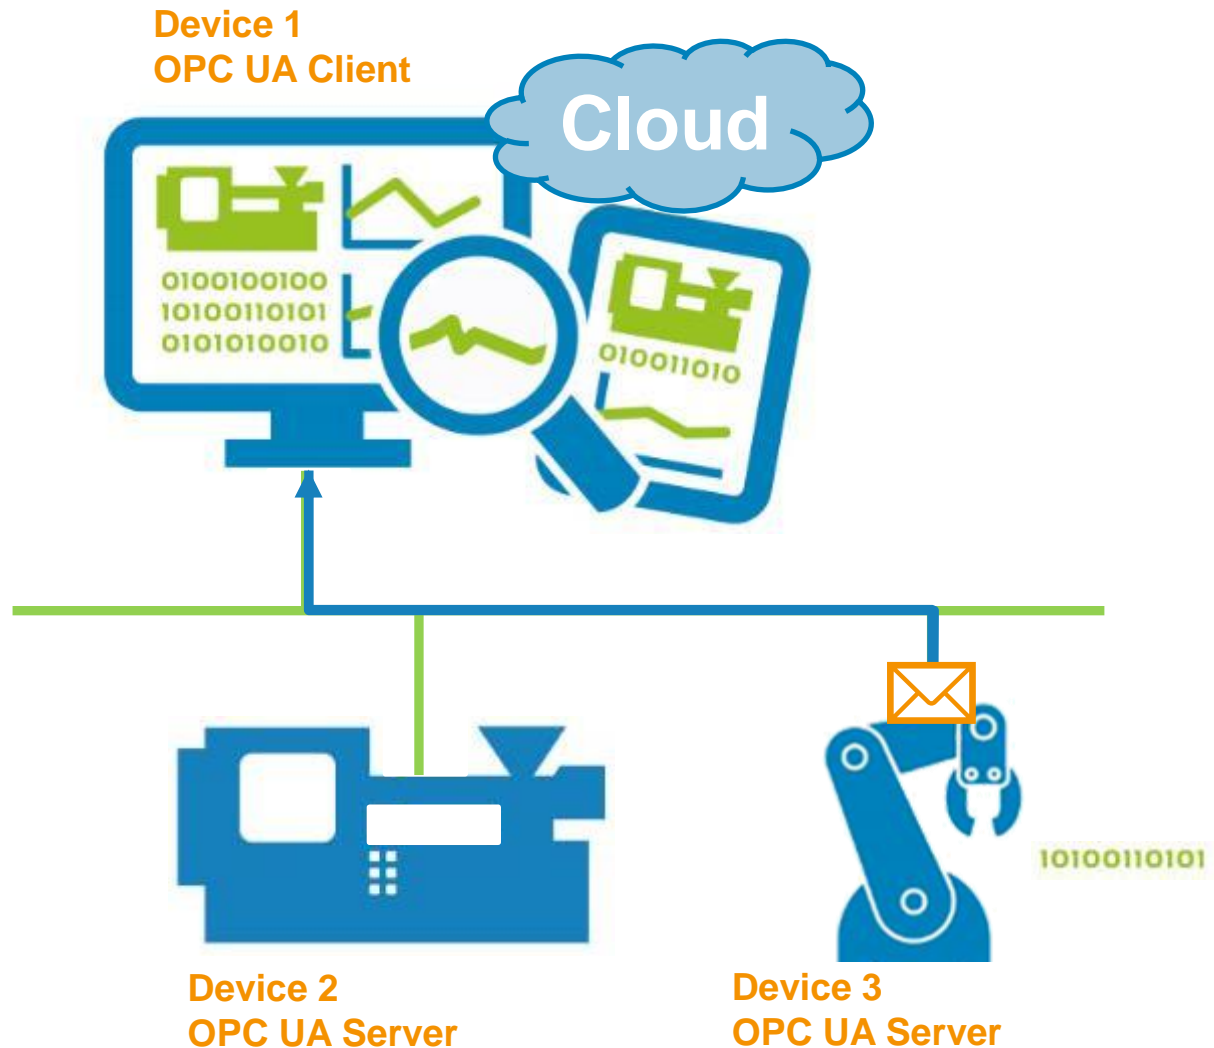 Device 1
OPC UA Client
Cloud
0100100100
10100110101
0101010010
010011010
10100110101
Device 2
OPC UA Server
Device 3
OPC UA Server